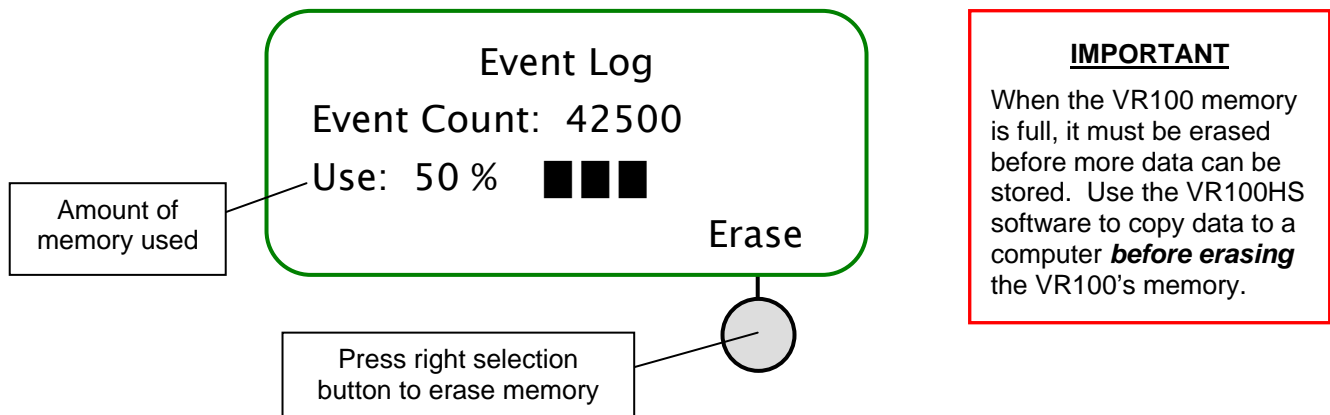 Event Log
Event Count: 42500
Use: 50 %
Erase
Amount of
memory used
Press right selection
button to erase memory
IMPORTANT
When the VR100 memory
is full, it must be erased
before more data can be
stored. Use the VR100HS
software to copy data to a
computer before erasing
the VR100's memory.